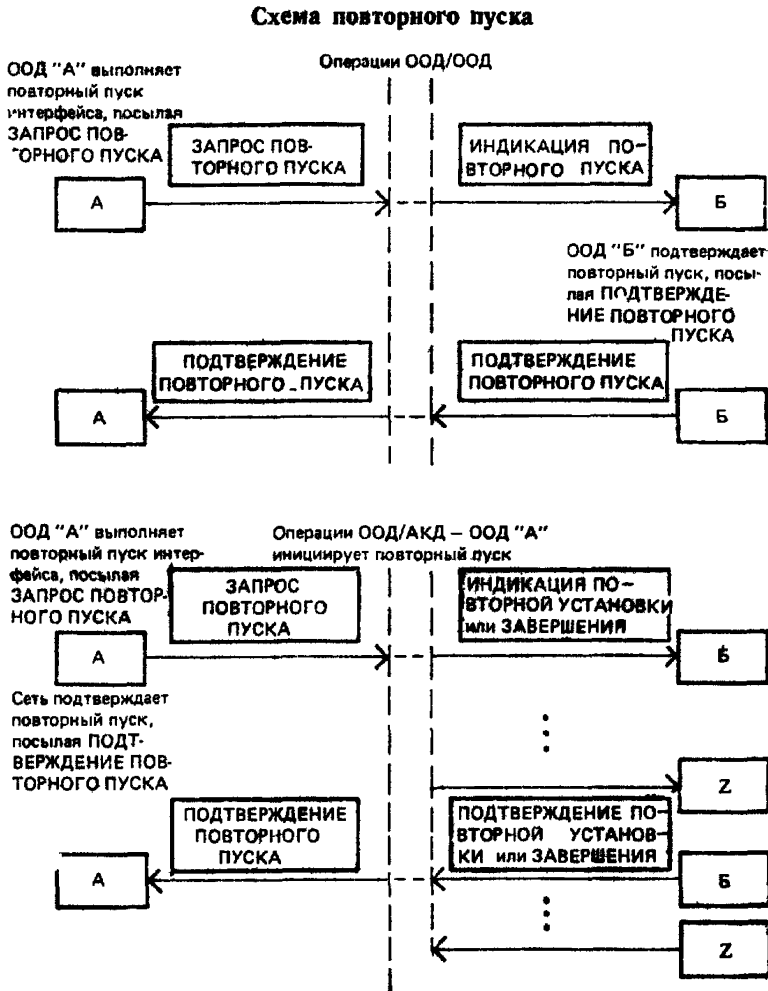 Схема повторного пуска
ООД "А" выполняет
повторный пуск
интерфейса, посылая
ЗАПРОС ПОВ-
ТОРНОГО ПУСКА
Операции ООД/ООД
ЗАПРОС ПОВ-
ТОРНОГО ПУСКА
ИНДИКАЦИЯ ПО-
ВТОРНОГО ПУСКА
А
Б
ООД "Б" подтверждает
повторный пуск, посы-
лая ПОДТВЕРЖДЕ-
НИЕ ПОВТОРНОГО
ПУСКА
ПОДТВЕРЖДЕНИЕ
ПОВТОРНОГО ПУСКА
ПОДТВЕРЖДЕНИЕ
ПОВТОРНОГО ПУСКА
А
Б
ООД "А" выполняет
повторный пуск интер-
фейса, посылая
ЗАПРОС ПОВТОР-
НОГО ПУСКА
Операции ООД/АКД — ООД "А"
инициирует повторный пуск
ЗАПРОС
ПОВТОРНОГО
ПУСКА
ИНДИКАЦИЯ ПО-
ВТОРНОЙ УСТАНОВКИ
или ЗАВЕРШЕНИЯ
А
Б
Сеть подтверждает
повторный пуск,
посылая ПОДТ-
ВЕРЖДЕНИЕ ПОВ-
ТОРНОГО ПУСКА
Z
ПОДТВЕРЖДЕНИЕ
ПОВТОРНОГО
ПУСКА
ПОДТВЕРЖДЕНИЕ ПО-
ВТОРНОЙ УСТАНОВ-
КИ или ЗАВЕРШЕНИЯ
А
Б
Z